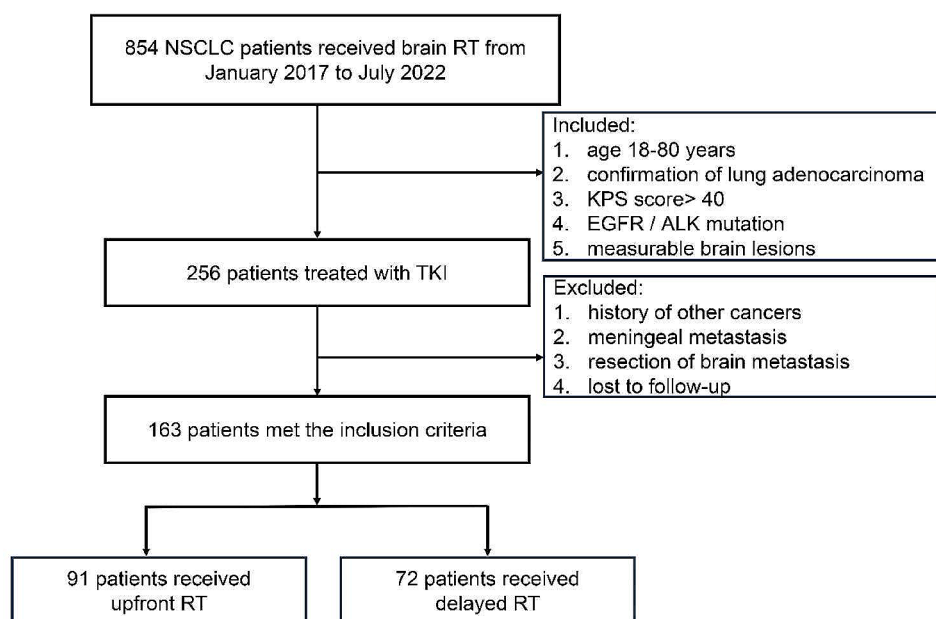 854 NSCLC patients received brain RT from
January 2017 to July 2022
Included:
1. age 18-80 years
2. confirmation of lung adenocarcinoma
3. KPS score> 40
4. EGFR / ALK mutation
5. measurable brain lesions
256 patients treated with TKI
Excluded:
1. history of other cancers
2. meningeal metastasis
3. resection of brain metastasis
4. lost to follow-up
163 patients met the inclusion criteria
91 patients received
upfront RT
72 patients received
delayed RT